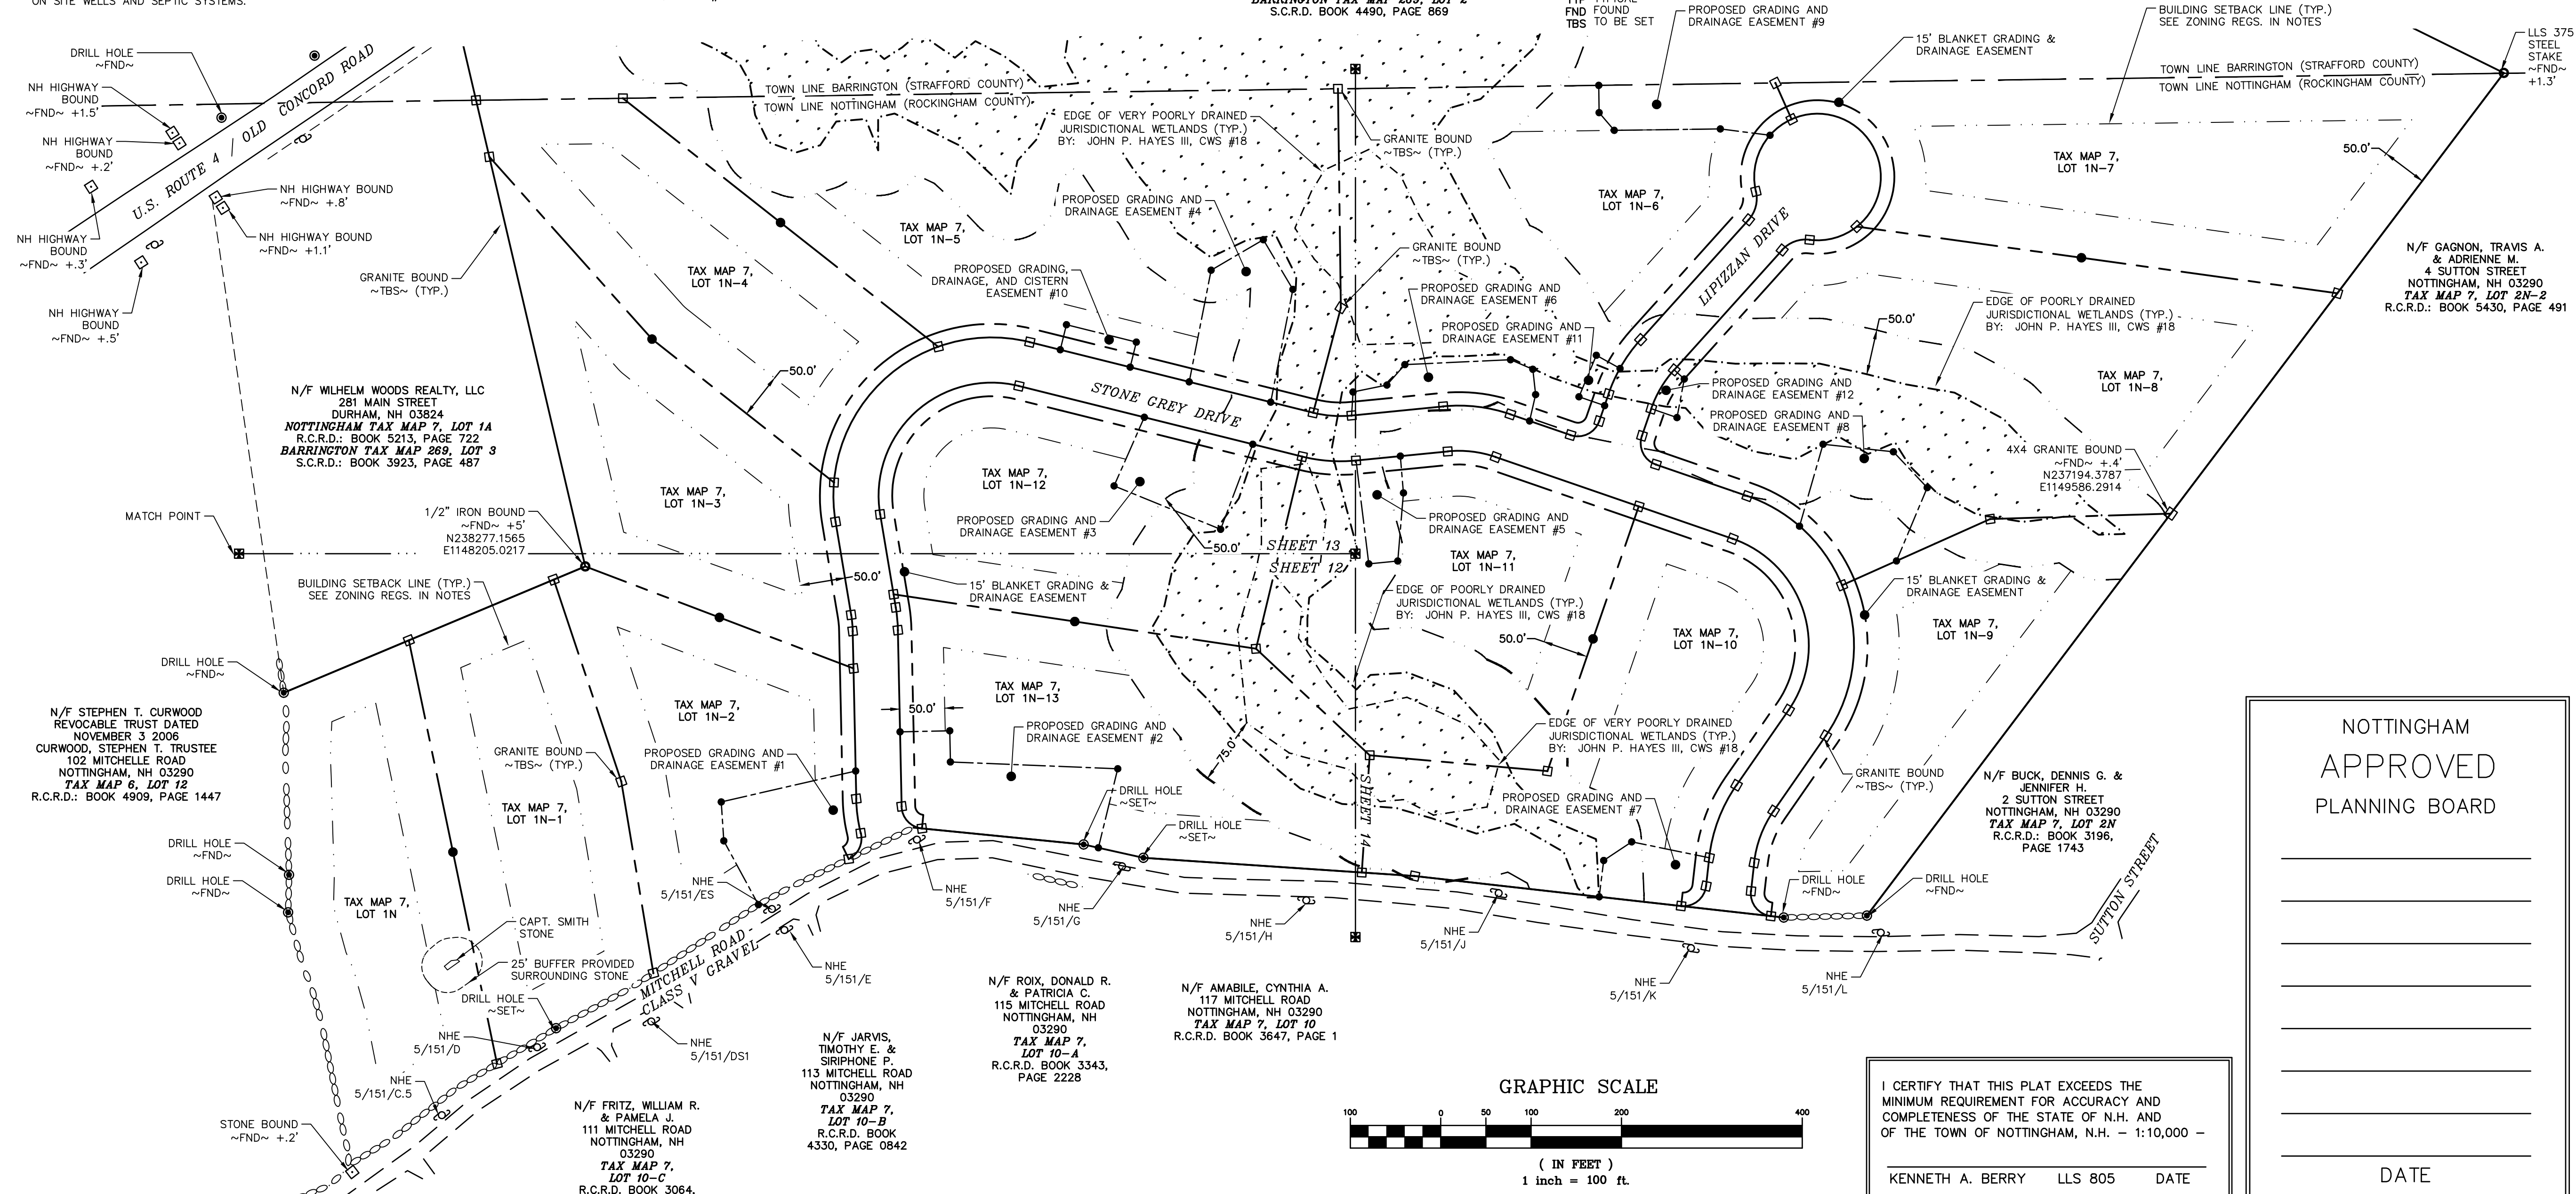 ON SITE WELLS AND SEPTIC SYSTEMS.
BARRINGTON TAX MAP 269, LOT 2
S.C.R.D. BOOK 4490, PAGE 869
FND FOUND
TBS TO BE SET
PROPOSED GRADING AND
DRAINAGE EASEMENT #9
15' BLANKET GRADING &
DRAINAGE EASEMENT
BUILDING SETBACK LINE (TYP.)
SEE ZONING REGS. IN NOTES
LLS 375
STEEL
STAKE
~FND~
+1.3'
DRILL HOLE
~FND~
NH HIGHWAY
BOUND
~FND~ +1.5'
NH HIGHWAY
BOUND
~FND~ +.2'
U.S. ROUTE 4 / OLD CONCORD ROAD
NH HIGHWAY BOUND
~FND~ +.8'
NH HIGHWAY BOUND
~FND~ +1.1'
NH HIGHWAY
BOUND
~FND~ +.3'
NH HIGHWAY
BOUND
~FND~ +.5'
GRANITE BOUND
~TBS~ (TYP.)
TOWN LINE BARRINGTON (STRAFFORD COUNTY)
TOWN LINE NOTTINGHAM (ROCKINGHAM COUNTY)
TOWN LINE BARRINGTON (STRAFFORD COUNTY)
TOWN LINE NOTTINGHAM (ROCKINGHAM COUNTY)
EDGE OF VERY POORLY DRAINED
JURISDICTIONAL WETLANDS (TYP.)
BY: JOHN P. HAYES III, CWS #18
GRANITE BOUND
~TBS~ (TYP.)
TAX MAP 7,
LOT 1N-7
50.0'
TAX MAP 7,
LOT 1N-6
PROPOSED GRADING AND
DRAINAGE EASEMENT #4
TAX MAP 7,
LOT 1N-5
TAX MAP 7,
LOT 1N-4
PROPOSED GRADING,
DRAINAGE, AND CISTERN
EASEMENT #10
GRANITE BOUND
~TBS~ (TYP.)
LIPIZZAN DRIVE
N/F GAGNON, TRAVIS A.
& ADRIENNE M.
4 SUTTON STREET
NOTTINGHAM, NH 03290
TAX MAP 7, LOT 2N-2
R.C.R.D.: BOOK 5430, PAGE 491
PROPOSED GRADING AND
DRAINAGE EASEMENT #6
PROPOSED GRADING AND
DRAINAGE EASEMENT #11
EDGE OF POORLY DRAINED
JURISDICTIONAL WETLANDS (TYP.)
BY: JOHN P. HAYES III, CWS #18
50.0'
50.0'
STONE GREY DRIVE
PROPOSED GRADING AND
DRAINAGE EASEMENT #12
PROPOSED GRADING AND
DRAINAGE EASEMENT #8
TAX MAP 7,
LOT 1N-8
N/F WILHELM WOODS REALTY, LLC
281 MAIN STREET
DURHAM, NH 03824
NOTTINGHAM TAX MAP 7, LOT 1A
R.C.R.D.: BOOK 5213, PAGE 722
BARRINGTON TAX MAP 269, LOT 3
S.C.R.D.: BOOK 3923, PAGE 487
4X4 GRANITE BOUND
~FND~ +.4'
N237194.3787
E1149586.2914
TAX MAP 7,
LOT 1N-3
TAX MAP 7,
LOT 1N-12
MATCH POINT
1/2" IRON BOUND
~FND~ +5'
N238277.1565
E1148205.0217
PROPOSED GRADING AND
DRAINAGE EASEMENT #3
PROPOSED GRADING AND
DRAINAGE EASEMENT #5
50.0'
SHEET 13
SHEET 12
TAX MAP 7,
LOT 1N-11
BUILDING SETBACK LINE (TYP.)
SEE ZONING REGS. IN NOTES
50.0'
15' BLANKET GRADING &
DRAINAGE EASEMENT
EDGE OF POORLY DRAINED
JURISDICTIONAL WETLANDS (TYP.)
BY: JOHN P. HAYES III, CWS #18
15' BLANKET GRADING &
DRAINAGE EASEMENT
50.0'
TAX MAP 7,
LOT 1N-10
TAX MAP 7,
LOT 1N-9
DRILL HOLE
~FND~
N/F STEPHEN T. CURWOOD
REVOCABLE TRUST DATED
NOVEMBER 3 2006
CURWOOD, STEPHEN T. TRUSTEE
102 MITCHELLE ROAD
NOTTINGHAM, NH 03290
TAX MAP 6, LOT 12
R.C.R.D.: BOOK 4909, PAGE 1447
TAX MAP 7,
LOT 1N-2
50.0'
TAX MAP 7,
LOT 1N-13
PROPOSED GRADING AND
DRAINAGE EASEMENT #2
GRANITE BOUND
~TBS~ (TYP.)
PROPOSED GRADING AND
DRAINAGE EASEMENT #1
75.0'
EDGE OF VERY POORLY DRAINED
JURISDICTIONAL WETLANDS (TYP.)
BY: JOHN P. HAYES III, CWS #18
SHEET 14
DRILL HOLE
~SET~
DRILL HOLE
~SET~
PROPOSED GRADING AND
DRAINAGE EASEMENT #7
GRANITE BOUND
~TBS~ (TYP.)
N/F BUCK, DENNIS G. &
JENNIFER H.
2 SUTTON STREET
NOTTINGHAM, NH 03290
TAX MAP 7, LOT 2N
R.C.R.D.: BOOK 3196,
PAGE 1743
SUTTON STREET
TAX MAP 7,
LOT 1N-1
DRILL HOLE
~FND~
DRILL HOLE
~FND~
TAX MAP 7,
LOT 1N
CAPT. SMITH
STONE
25' BUFFER PROVIDED
SURROUNDING STONE
DRILL HOLE
~SET~
NHE
5/151/ES
NHE
5/151/F
NHE
5/151/G
NHE
5/151/H
NHE
5/151/J
NHE
5/151/K
NHE
5/151/L
DRILL HOLE
~FND~
DRILL HOLE
~FND~
MITCHELL ROAD
CLASS V GRAVEL
NHE
5/151/E
NHE
5/151/D
NHE
5/151/DS1
NHE
5/151/C.5
STONE BOUND
~FND~ +.2'
N/F FRITZ, WILLIAM R.
& PAMELA J.
111 MITCHELL ROAD
NOTTINGHAM, NH
03290
TAX MAP 7,
LOT 10-C
R.C.R.D. BOOK 3064,
N/F JARVIS,
TIMOTHY E. &
SIRIPHONE P.
113 MITCHELL ROAD
NOTTINGHAM, NH
03290
TAX MAP 7,
LOT 10-B
R.C.R.D. BOOK
4330, PAGE 0842
N/F ROIX, DONALD R.
& PATRICIA C.
115 MITCHELL ROAD
NOTTINGHAM, NH
03290
TAX MAP 7,
LOT 10-A
R.C.R.D. BOOK 3343,
PAGE 2228
N/F AMABILE, CYNTHIA A.
117 MITCHELL ROAD
NOTTINGHAM, NH 03290
TAX MAP 7, LOT 10
R.C.R.D. BOOK 3647, PAGE 1
GRAPHIC SCALE
100 0 50 100 200 400
( IN FEET )
1 inch = 100 ft.
I CERTIFY THAT THIS PLAT EXCEEDS THE
MINIMUM REQUIREMENT FOR ACCURACY AND
COMPLETENESS OF THE STATE OF N.H. AND
OF THE TOWN OF NOTTINGHAM, N.H. - 1:10,000 -
KENNETH A. BERRY LLS 805 DATE
NOTTINGHAM
APPROVED
PLANNING BOARD
DATE